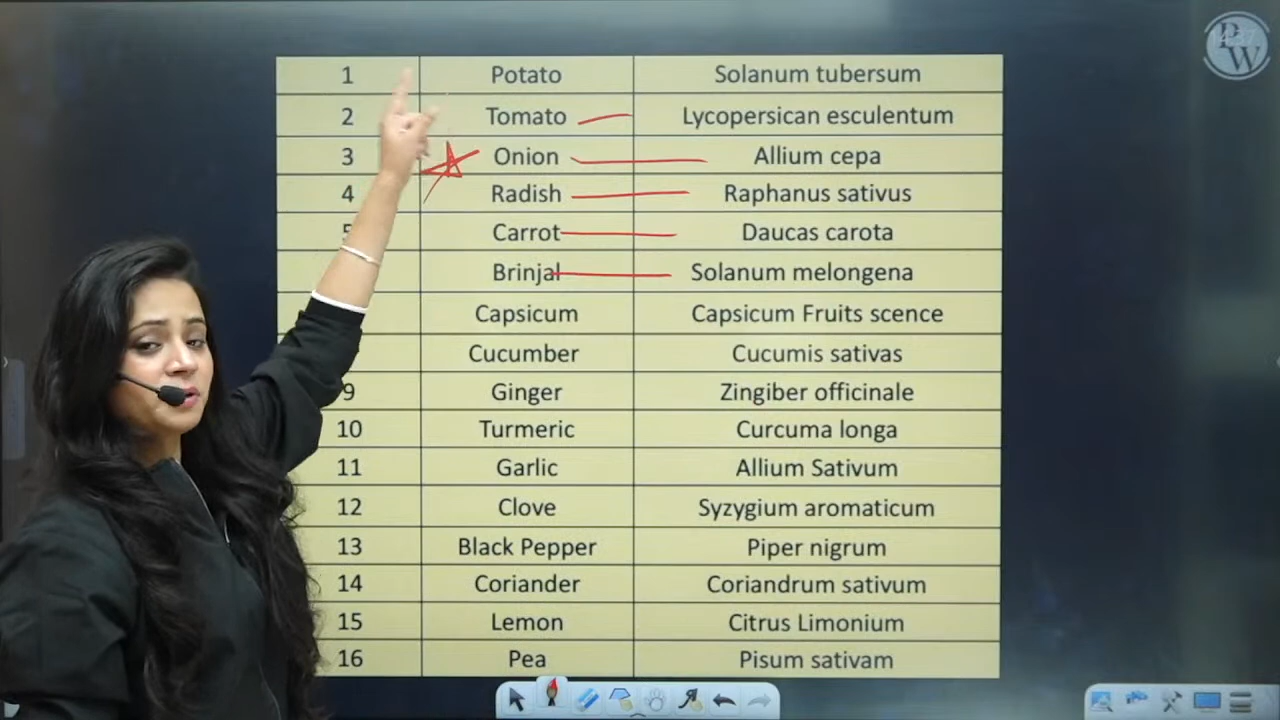 PW
1 Potato Solanum tubersum
2 Tomato Lycopersican esculentum
3 Onion Allium cepa
4 Radish Raphanus sativus
Carrot Daucas carota
Brinjal Solanum melongena
Capsicum Capsicum Fruits scence
Cucumber Cucumis sativas
9 Ginger Zingiber officinale
10 Turmeric Curcuma longa
11 Garlic Allium Sativum
12 Clove Syzygium aromaticum
13 Black Pepper Piper nigrum
14 Coriander Coriandrum sativum
15 Lemon Citrus Limonium
16 Pea Pisum sativam